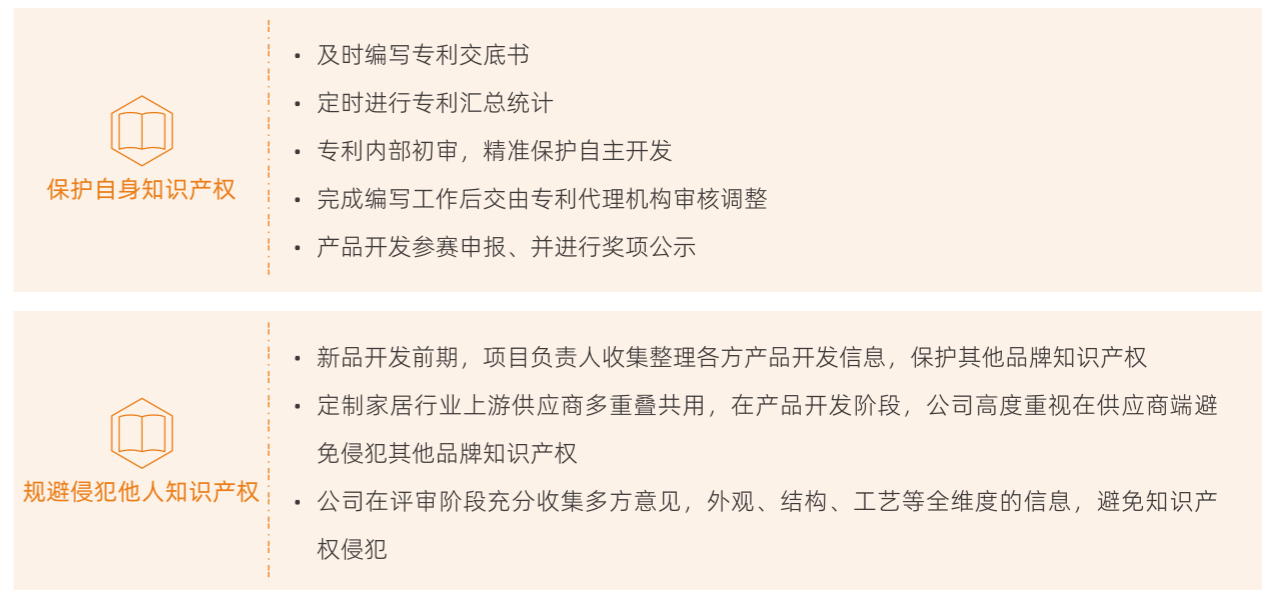 保护自身知识产权
• 及时编写专利交底书
• 定时进行专利汇总统计
• 专利内部初审，精准保护自主开发
• 完成编写工作后交由专利代理机构审核调整
• 产品开发参赛申报、并进行奖项公示
规避侵犯他人知识产权
• 新品开发前期，项目负责人收集整理各方产品开发信息，保护其他品牌知识产权
• 定制家居行业上游供应商多重叠共用，在产品开发阶段，公司高度重视在供应商端避
免侵犯其他品牌知识产权
• 公司在评审阶段充分收集多方意见，外观、结构、工艺等全维度的信息，避免知识产
权侵犯